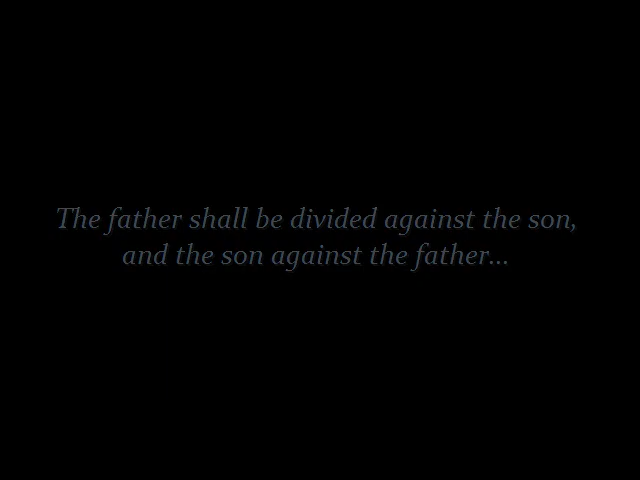 The father shall be divided against the son,
and the son against the father...